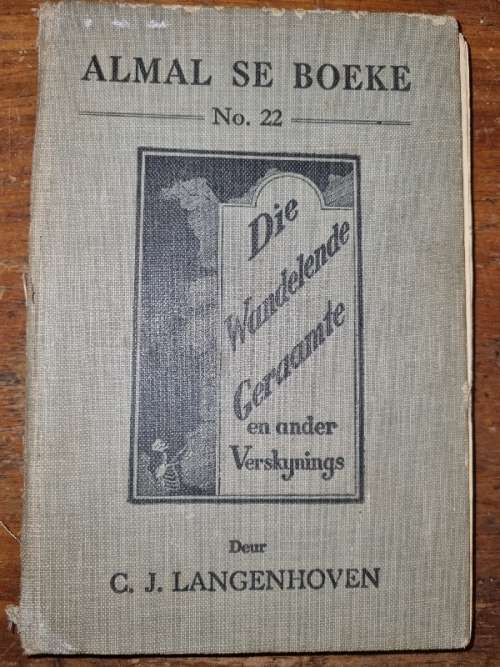 ALMAL SE BOEKE
No. 22
Die
Wandelende
Geraamte
en ander
Verskynings
Deur
C. J. LANGENHOVEN